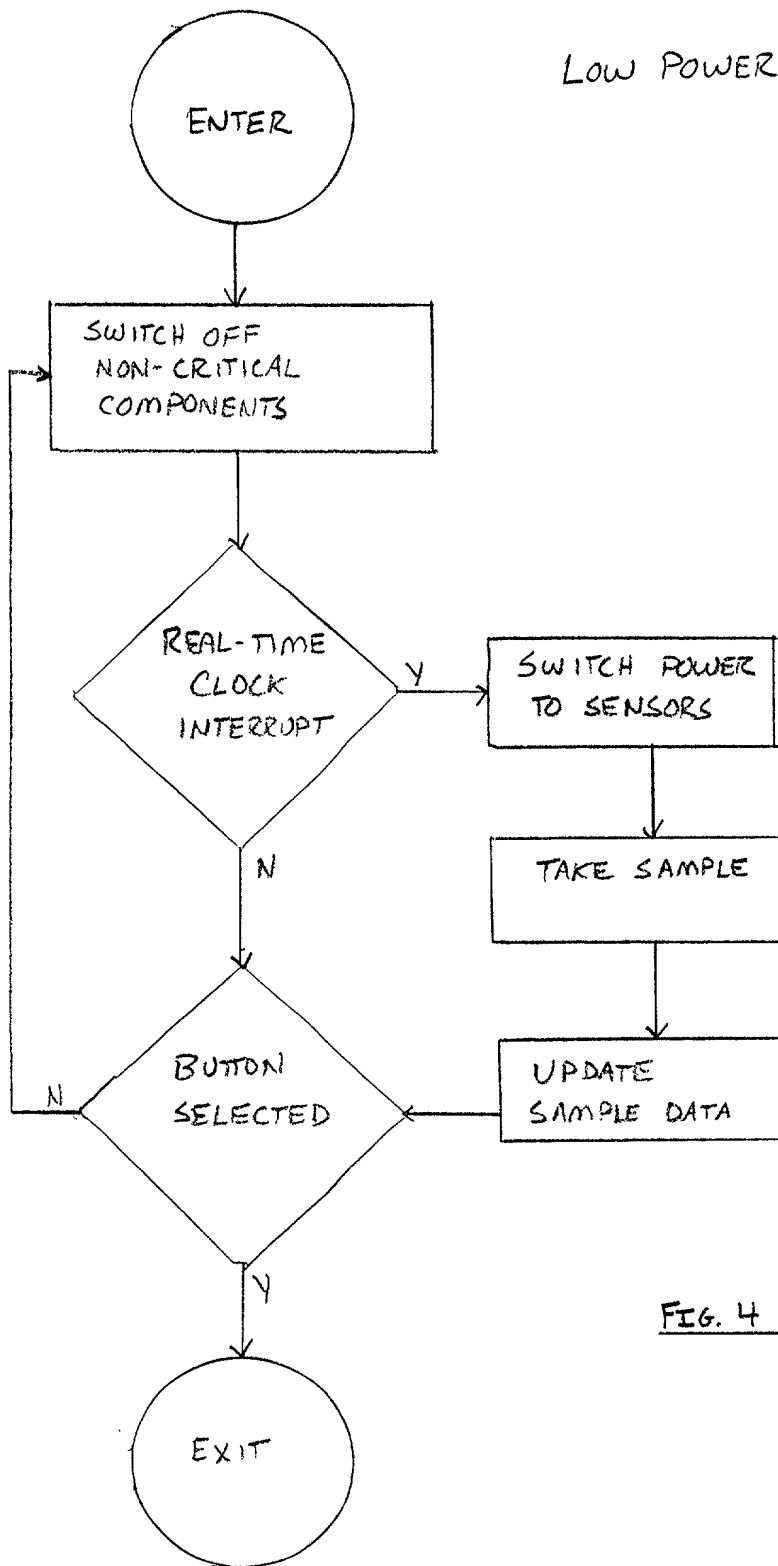 LOW POWER
ENTER
SWITCH OFF
NON-CRITICAL
COMPONENTS
REAL-TIME
CLOCK
INTERRUPT
Y
SWITCH POWER
TO SENSORS
N
TAKE SAMPLE
BUTTON
SELECTED
N
UPDATE
SAMPLE DATA
Y
FIG. 4
EXIT